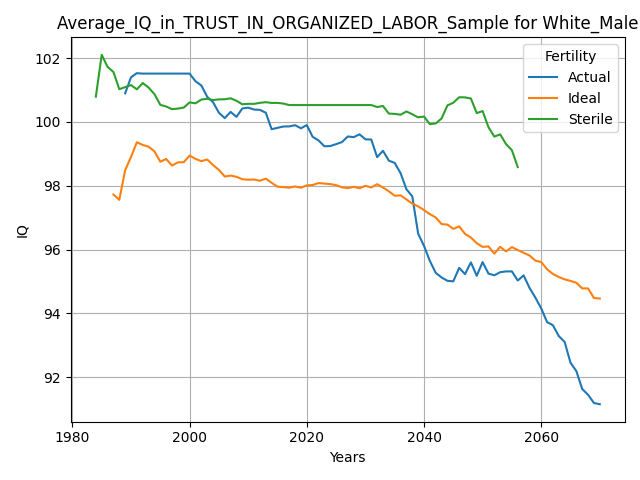 Average_IQ_in_TRUST_IN_ORGANIZED_LABOR_Sample for White_Male
Fertility
Actual
Ideal
Sterile
102
100
98
96
94
92
IQ
1980
2000
2020
2040
2060
Years